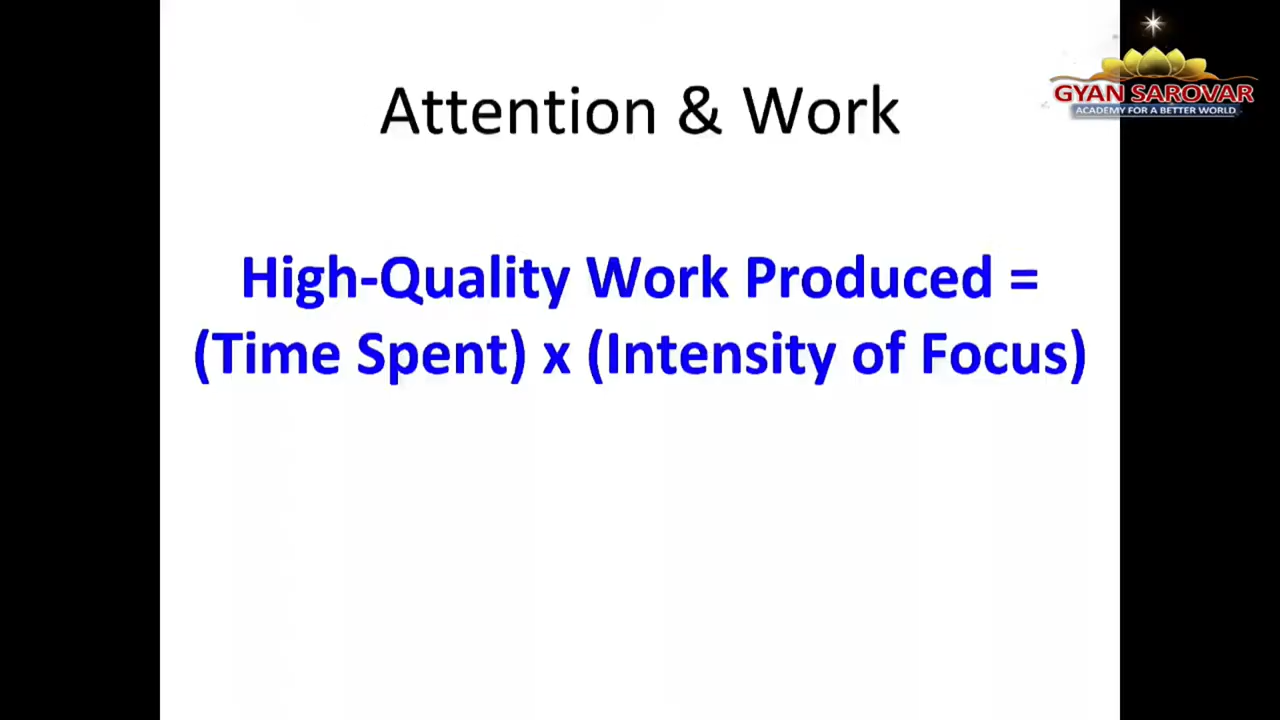 Attention & Work
High-Quality Work Produced =
(Time Spent) x (Intensity of Focus)
GYAN SAROVAR
ACADEMY FOR A BETTER WORLD